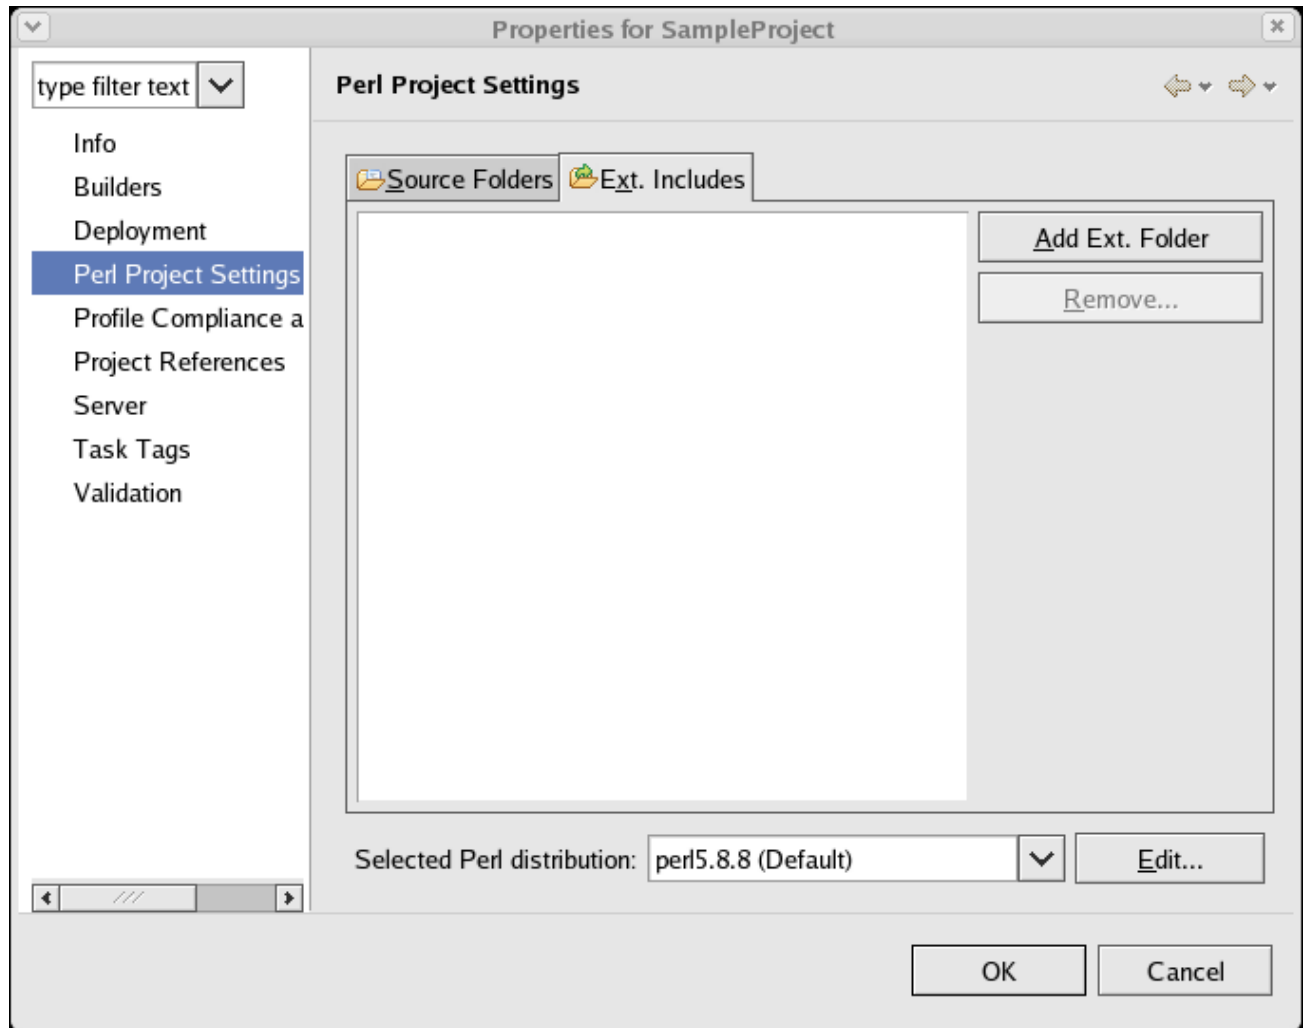 Properties for SampleProject
type filter text
Perl Project Settings
Info
Builders
Deployment
Perl Project Settings
Profile Compliance a
Project References
Server
Task Tags
Validation
Source Folders
Ext. Includes
Add Ext. Folder
Remove...
Selected Perl distribution:
perl5.8.8 (Default)
Edit...
OK
Cancel